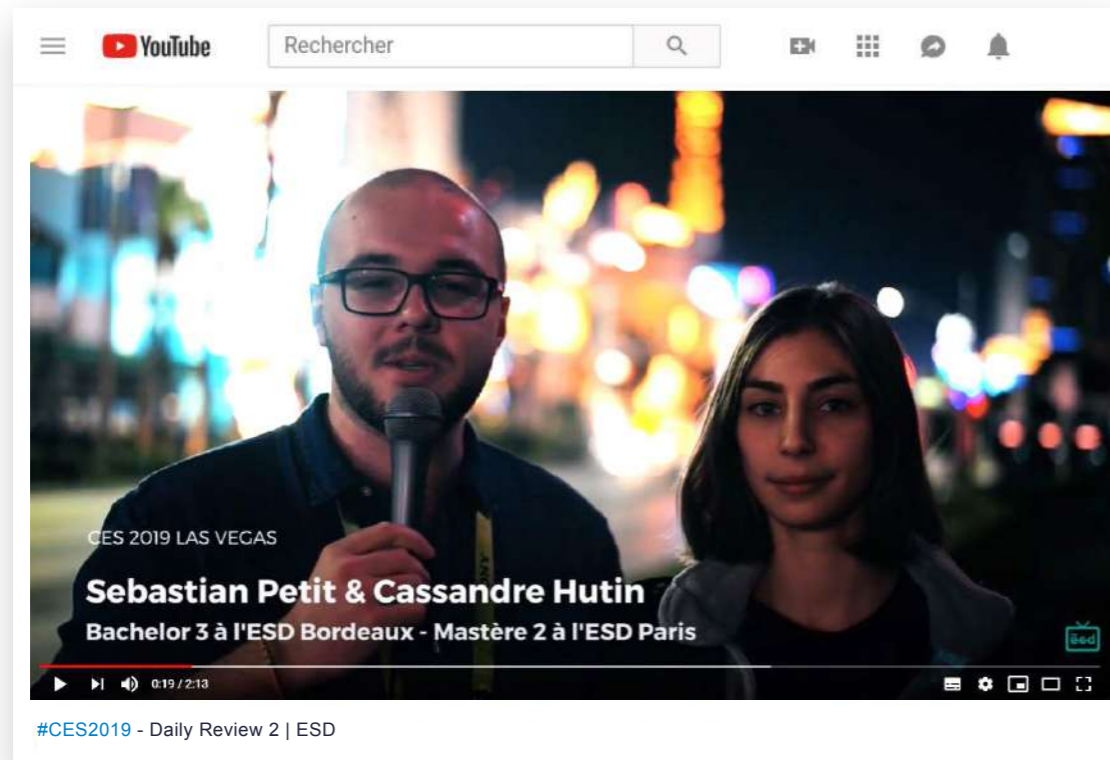 YouTube
Rechercher
CES 2019 LAS VEGAS
Sebastian Petit & Cassandre Hutin
Bachelor 3 à l'ESD Bordeaux - Mastère 2 à l'ESD Paris
esd
0:19 / 2:13
#CES2019 - Daily Review 2 | ESD